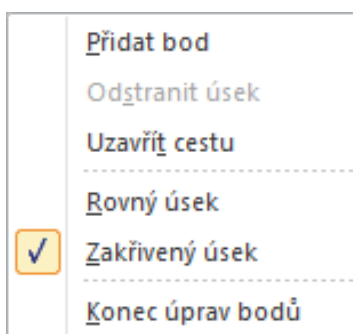 Přidat bod
Odstranit úsek
Uzavřít cestu
Rovný úsek
Zakřivený úsek
Konec úprav bodů